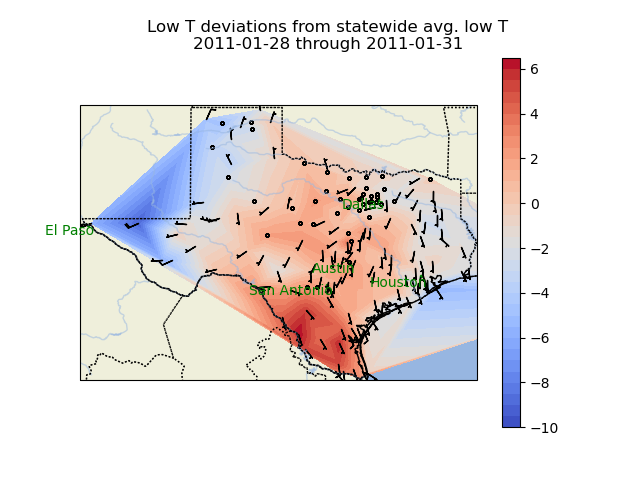 Low T deviations from statewide avg. low T
2011-01-28 through 2011-01-31
6
4
2
0
−2
−4
−6
−8
−10
Dallas
El Paso
Austin
San Antonio
Houston